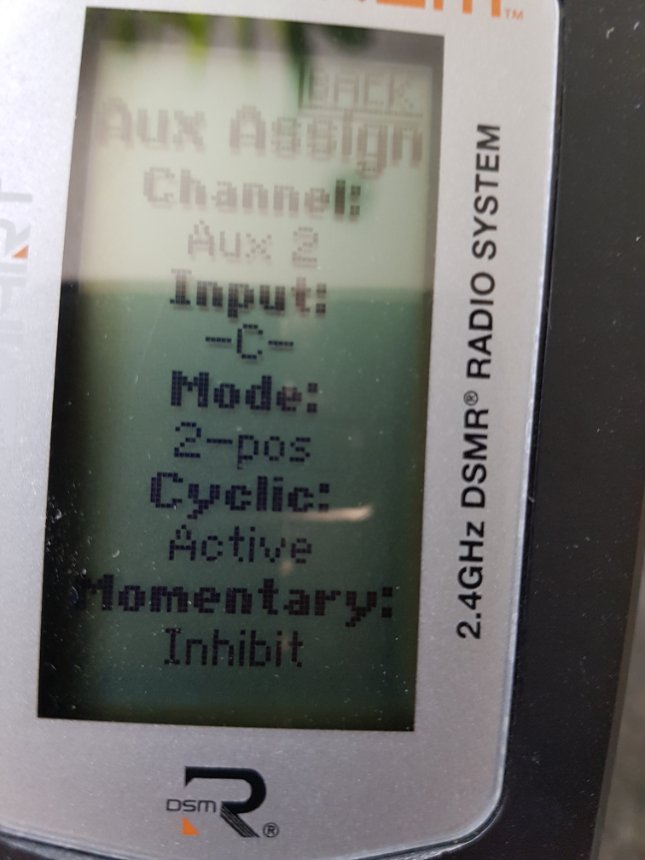 ™
BACK
Aux Assign
Channel:
Aux 2
Input:
-C-
Mode:
2-pos
Cyclic:
Active
Momentary:
Inhibit
2.4GHz DSMR® RADIO SYSTEM
DSM R®